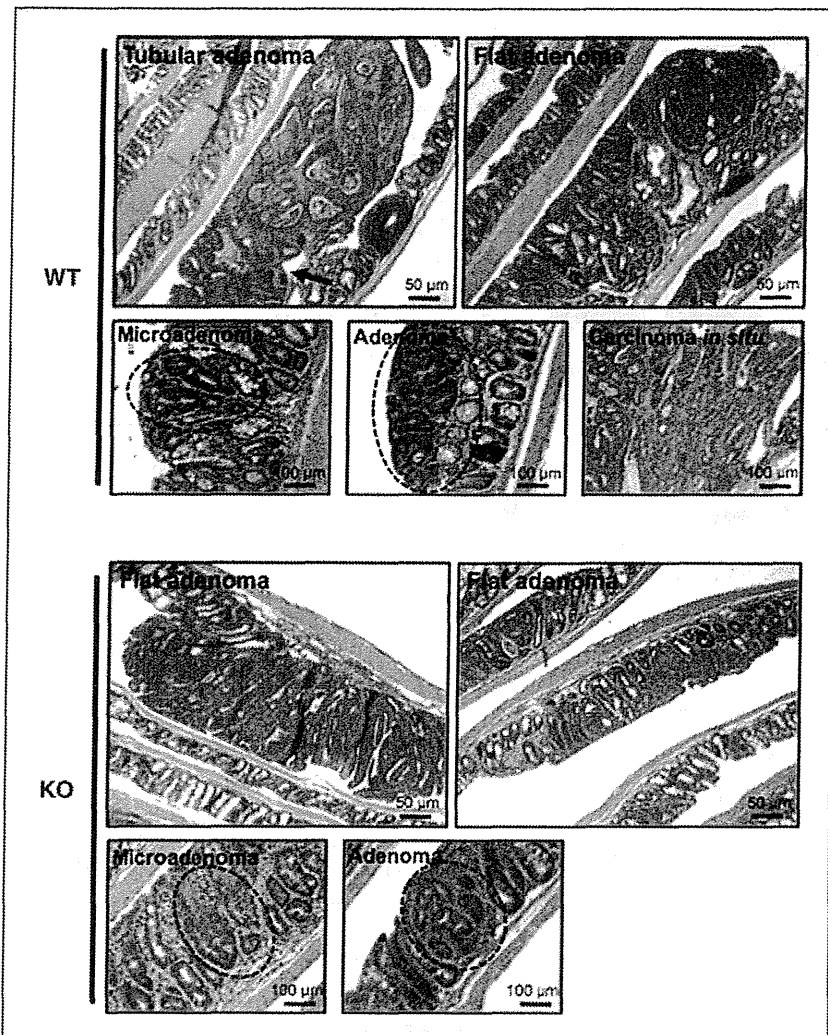 WT
Tubular adenoma
50 µm
Flat adenoma
50 µm
Microadenoma
100 µm
Adenoma
100 µm
Carcinoma in situ
100 µm
KO
Flat adenoma
50 µm
Flat adenoma
50 µm
Microadenoma
100 µm
Adenoma
100 µm